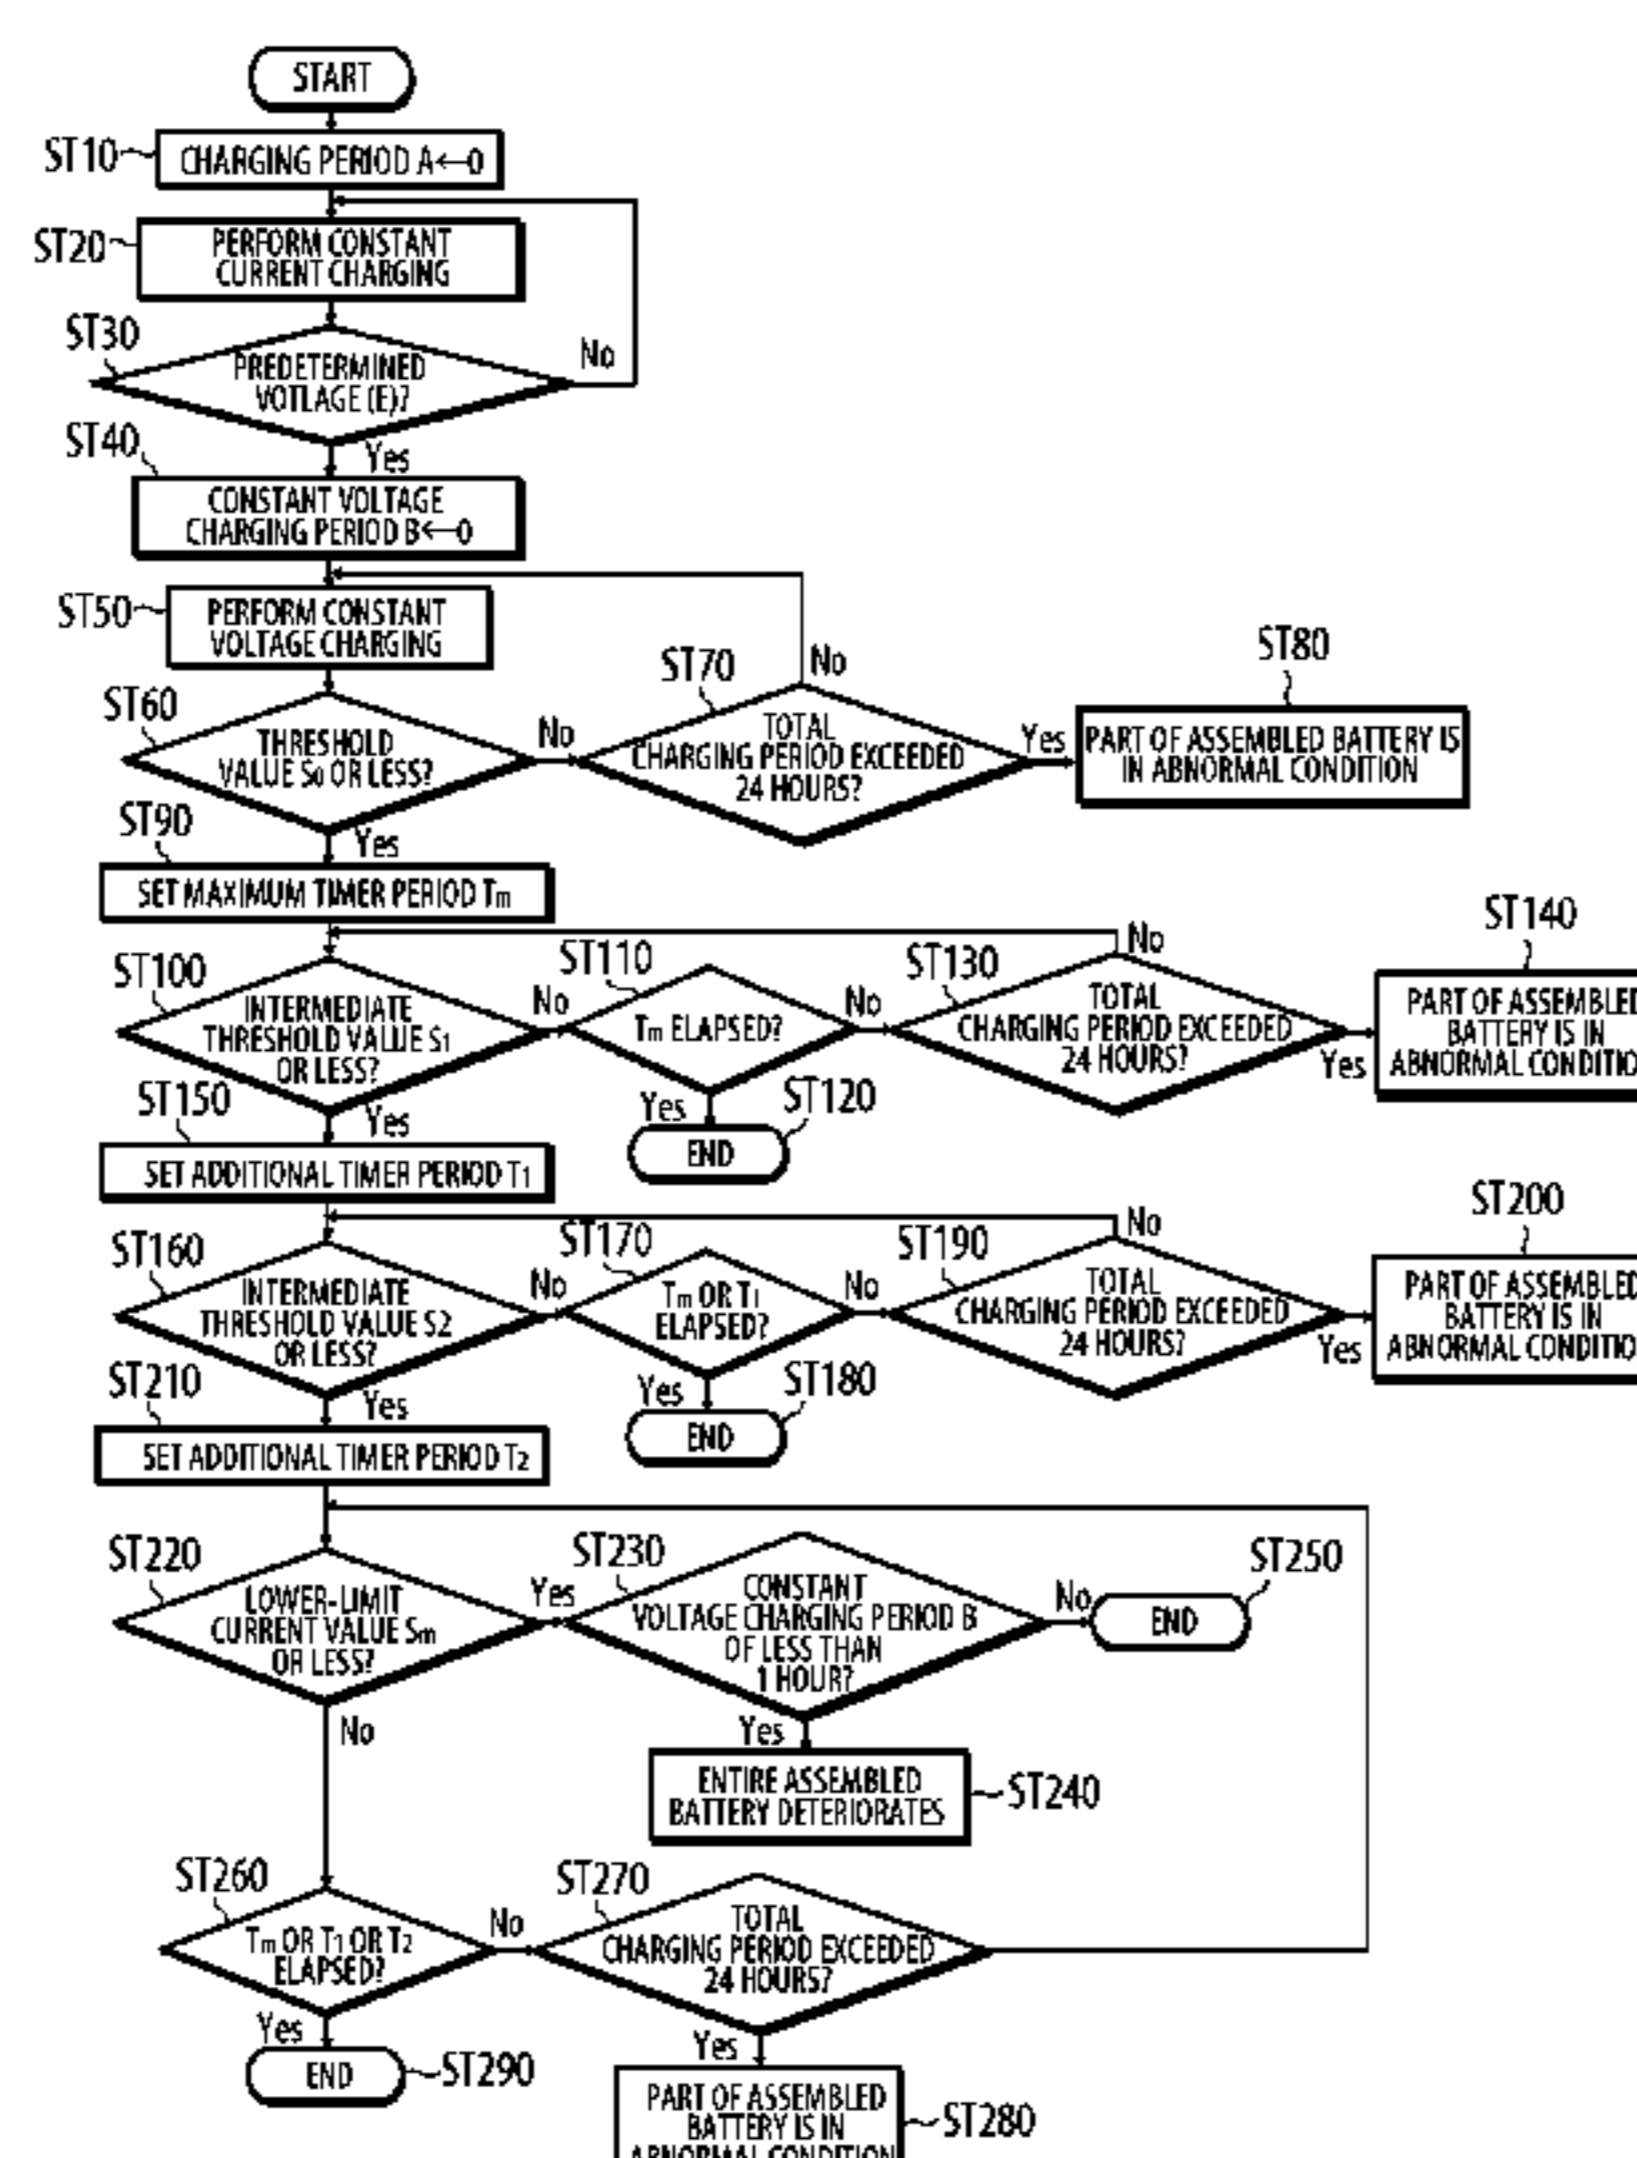 START
ST10
CHARGING PERIOD A←0
ST20
PERFORM CONSTANT
CURRENT CHARGING
ST30
PREDETERMINED
VOTLAGE (E)?
No
Yes
ST40
CONSTANT VOLTAGE
CHARGING PERIOD B←0
ST50
PERFORM CONSTANT
VOLTAGE CHARGING
ST60
THRESHOLD
VALUE S0 OR LESS?
No
Yes
ST70
TOTAL
CHARGING PERIOD EXCEEDED
24 HOURS?
No
Yes
ST80
PART OF ASSEMBLED BATTERY IS
IN ABNORMAL CONDITION
ST90
SET MAXIMUM TIMER PERIOD Tm
ST100
INTERMEDIATE
THRESHOLD VALUE S1
OR LESS?
No
Yes
ST110
Tm ELAPSED?
No
Yes
ST120
END
ST130
TOTAL
CHARGING PERIOD EXCEEDED
24 HOURS?
No
Yes
ST140
PART OF ASSEMBLED
BATTERY IS IN
ABNORMAL CONDITIO
ST150
SET ADDITIONAL TIMER PERIOD T1
ST160
INTERMEDIATE
THRESHOLD VALUE S2
OR LESS?
No
Yes
ST170
Tm OR T1
ELAPSED?
No
Yes
ST180
END
ST190
TOTAL
CHARGING PERIOD EXCEEDED
24 HOURS?
No
Yes
ST200
PART OF ASSEMBLED
BATTERY IS IN
ABNORMAL CONDITIO
ST210
SET ADDITIONAL TIMER PERIOD T2
ST220
LOWER-LIMIT
CURRENT VALUE Sm
OR LESS?
Yes
No
ST230
CONSTANT
VOLTAGE CHARGING PERIOD B
OF LESS THAN
1 HOUR?
No
Yes
ST250
END
ENTIRE ASSEMBLED
BATTERY DETERIORATES
ST240
ST260
Tm OR T1 OR T2
ELAPSED?
No
Yes
ST270
TOTAL
CHARGING PERIOD EXCEEDED
24 HOURS?
Yes
END
ST290
PART OF ASSEMBLED
BATTERY IS IN
ABNORMAL CONDITION
ST280